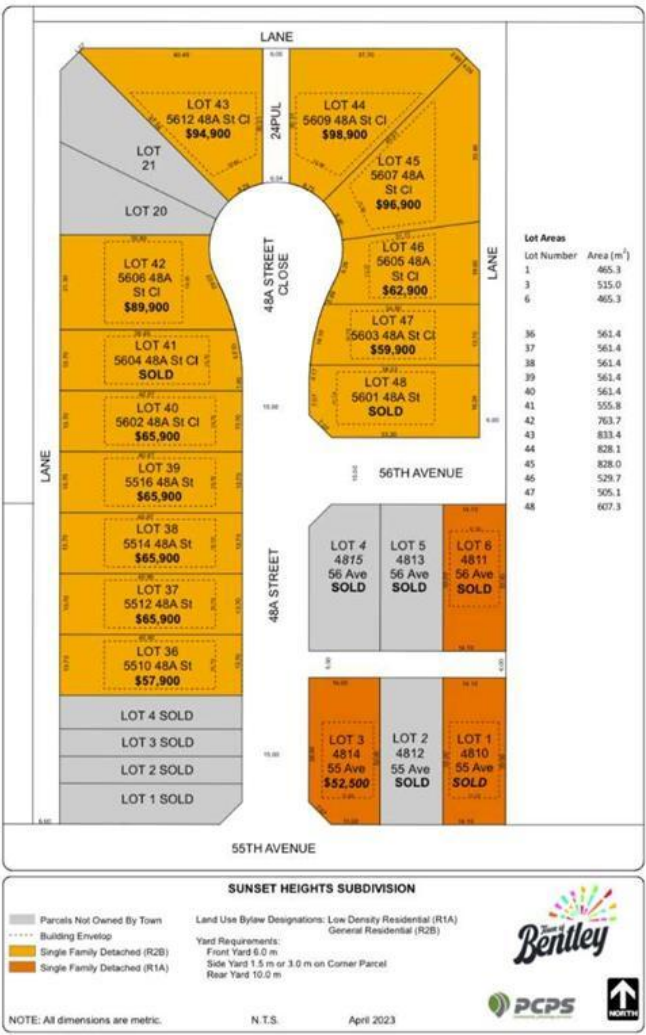 LANE
LOT 43
5612 48A St Cl
$94,900
24PUL
LOT 44
5609 48A St Cl
$98,900
LOT
21
LOT 45
5607 48A
St Cl
$96,900
LOT 20
LOT 42
5606 48A
St Cl
$89,900
48A STREET
CLOSE
LOT 46
5605 48A
St Cl
$62,900
LANE
LOT 47
5603 48A St Cl
$59,900
LOT 41
5604 48A St Cl
SOLD
LOT 48
5601 48A St
SOLD
LOT 40
5602 48A St Cl
$65,900
LANE
LOT 39
5516 48A St
$65,900
56TH AVENUE
LOT 38
5514 48A St
$65,900
48A STREET
LOT 4
4815
56 Ave
SOLD
LOT 5
4813
56 Ave
SOLD
LOT 6
4811
56 Ave
SOLD
LOT 37
5512 48A St
$65,900
LOT 36
5510 48A St
$57,900
LOT 4 SOLD
LOT 3 SOLD
LOT 2 SOLD
LOT 1 SOLD
LOT 3
4814
55 Ave
$52,500
LOT 2
4812
55 Ave
SOLD
LOT 1
4810
55 Ave
SOLD
55TH AVENUE
Lot Areas
Lot Number Area (m²)
1 465.3
3 515.0
6 465.3
36 561.4
37 561.4
38 561.4
39 561.4
40 561.4
41 555.8
42 763.7
43 833.4
44 828.1
45 828.0
46 529.7
47 505.1
48 607.3
SUNSET HEIGHTS SUBDIVISION
Parcels Not Owned By Town
Building Envelop
Single Family Detached (R2B)
Single Family Detached (R1A)
Land Use Bylaw Designations: Low Density Residential (R1A)
General Residential (R2B)
Yard Requirements:
Front Yard 6.0 m
Side Yard 1.5 m or 3.0 m on Corner Parcel
Rear Yard 10.0 m
Town of
Bentley
PCPS
NORTH
NOTE: All dimensions are metric.
N.T.S.
April 2023